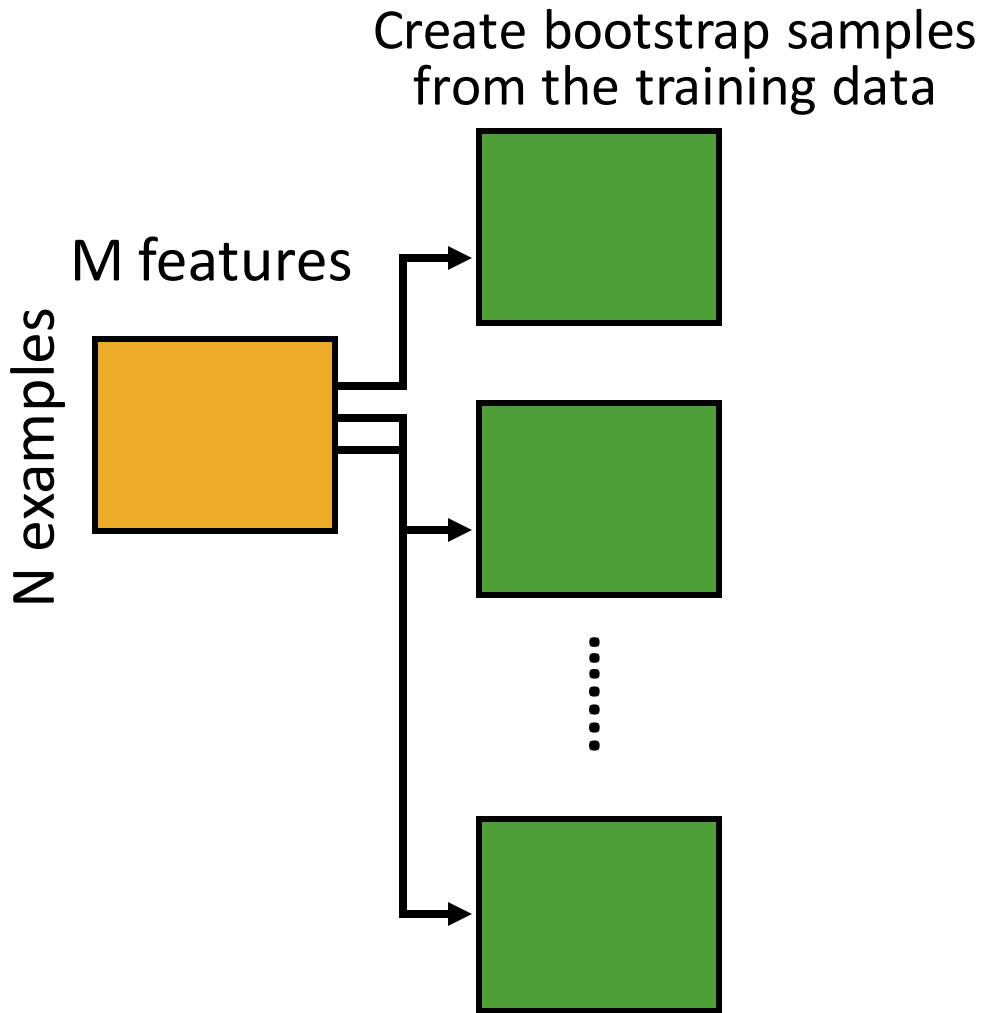 Create bootstrap samples
from the training data
M features
N examples